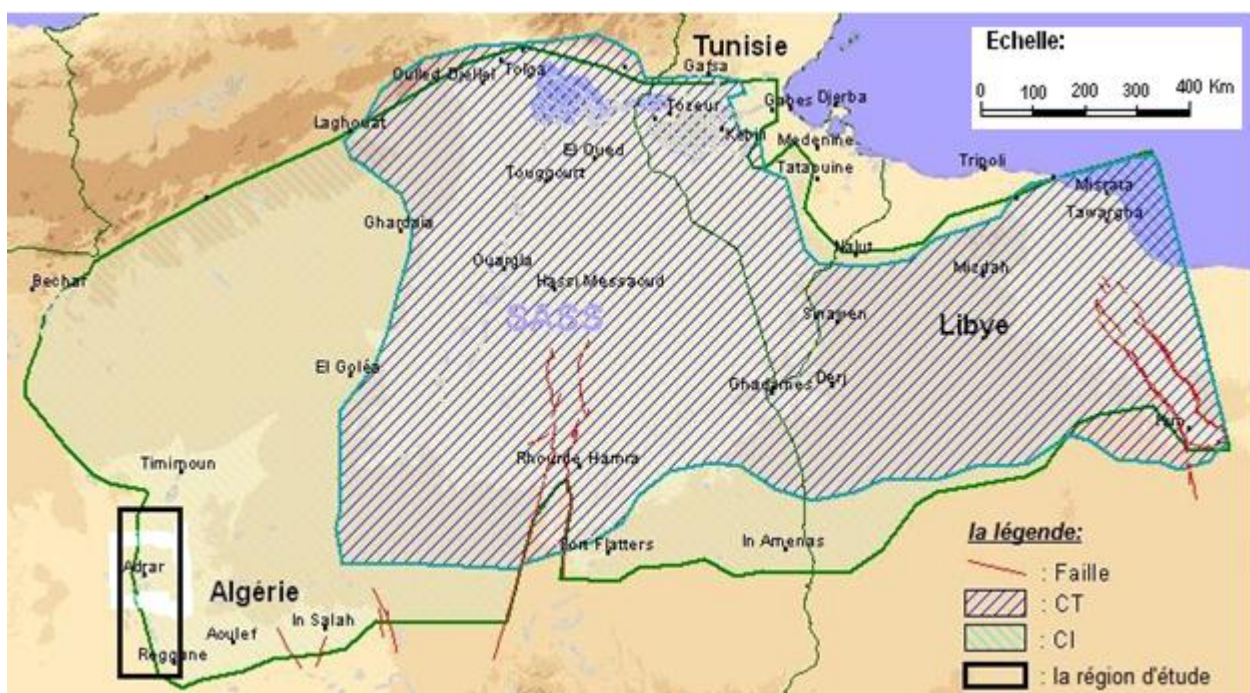 Tunisie
Echelle:
0 100 200 300 400 Km
Gafsa
Tolga
Ouled Djellel
Tozeur
Gabes
Djerba
Kebili
Laghouat
Medenine
El Oued
Tripoli
Tataouine
Touggourt
Misrata
Tawargha
Ghardaia
Nalut
Ouargla
Mizdah
Bechar
Hassi Messaoud
SASS
Sinawen
Libye
El Goléa
Ghadames
Derj
Timimoun
Rhourde Hamra
la légende:
Fort Flatters
In Amenas
Adrar
: Faille
Algérie
: CT
In Salah
Aoulef
: CI
Reggane
: la région d'étude